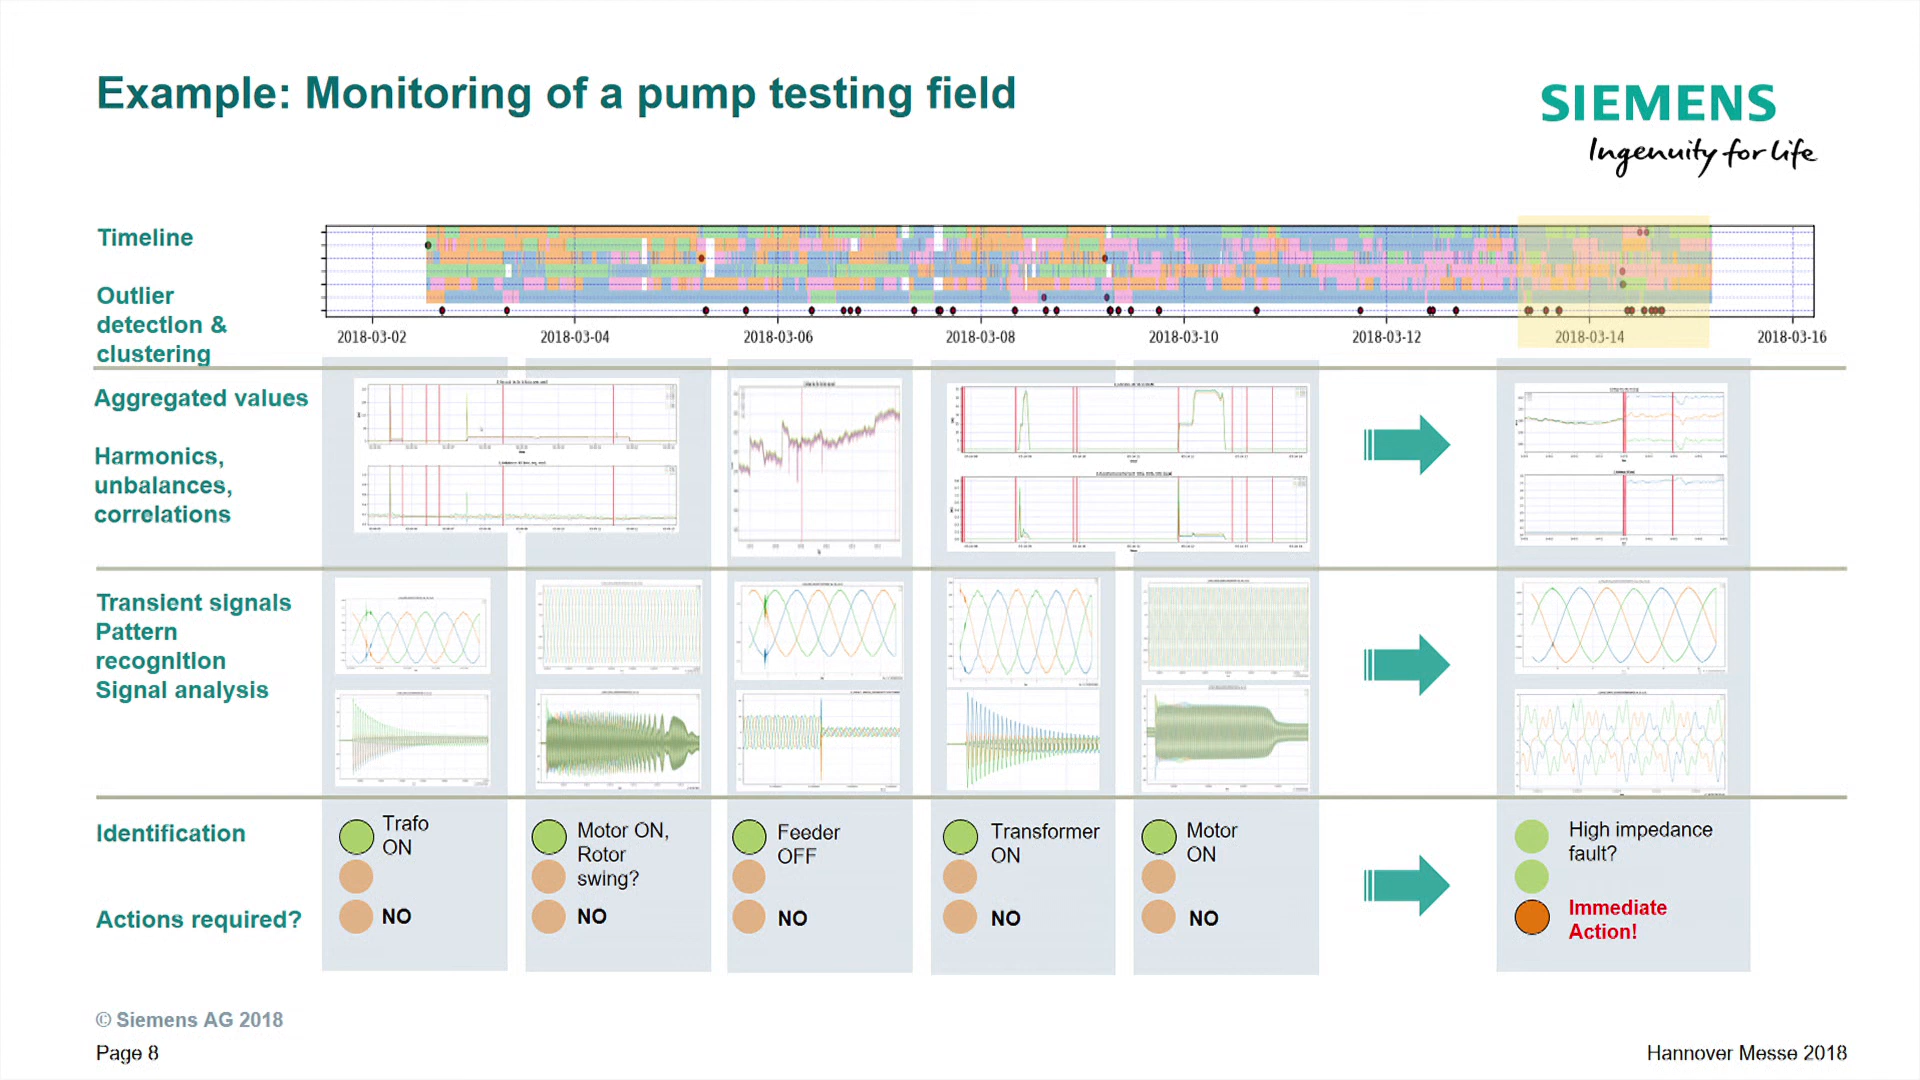 Example: Monitoring of a pump testing field
SIEMENS
Ingenuity for life
Timeline
Outlier
detection &
clustering
2018-03-02
2018-03-04
2018-03-06
2018-03-08
2018-03-10
2018-03-12
2018-03-14
2018-03-16
Aggregated values
Harmonics,
unbalances,
correlations
Transient signals
Pattern
recognition
Signal analysis
Identification
Trafo
ON
Motor ON,
Rotor
swing?
Feeder
OFF
Transformer
ON
Motor
ON
High impedance
fault?
Actions required?
NO
NO
NO
NO
NO
Immediate
Action!
© Siemens AG 2018
Page 8
Hannover Messe 2018